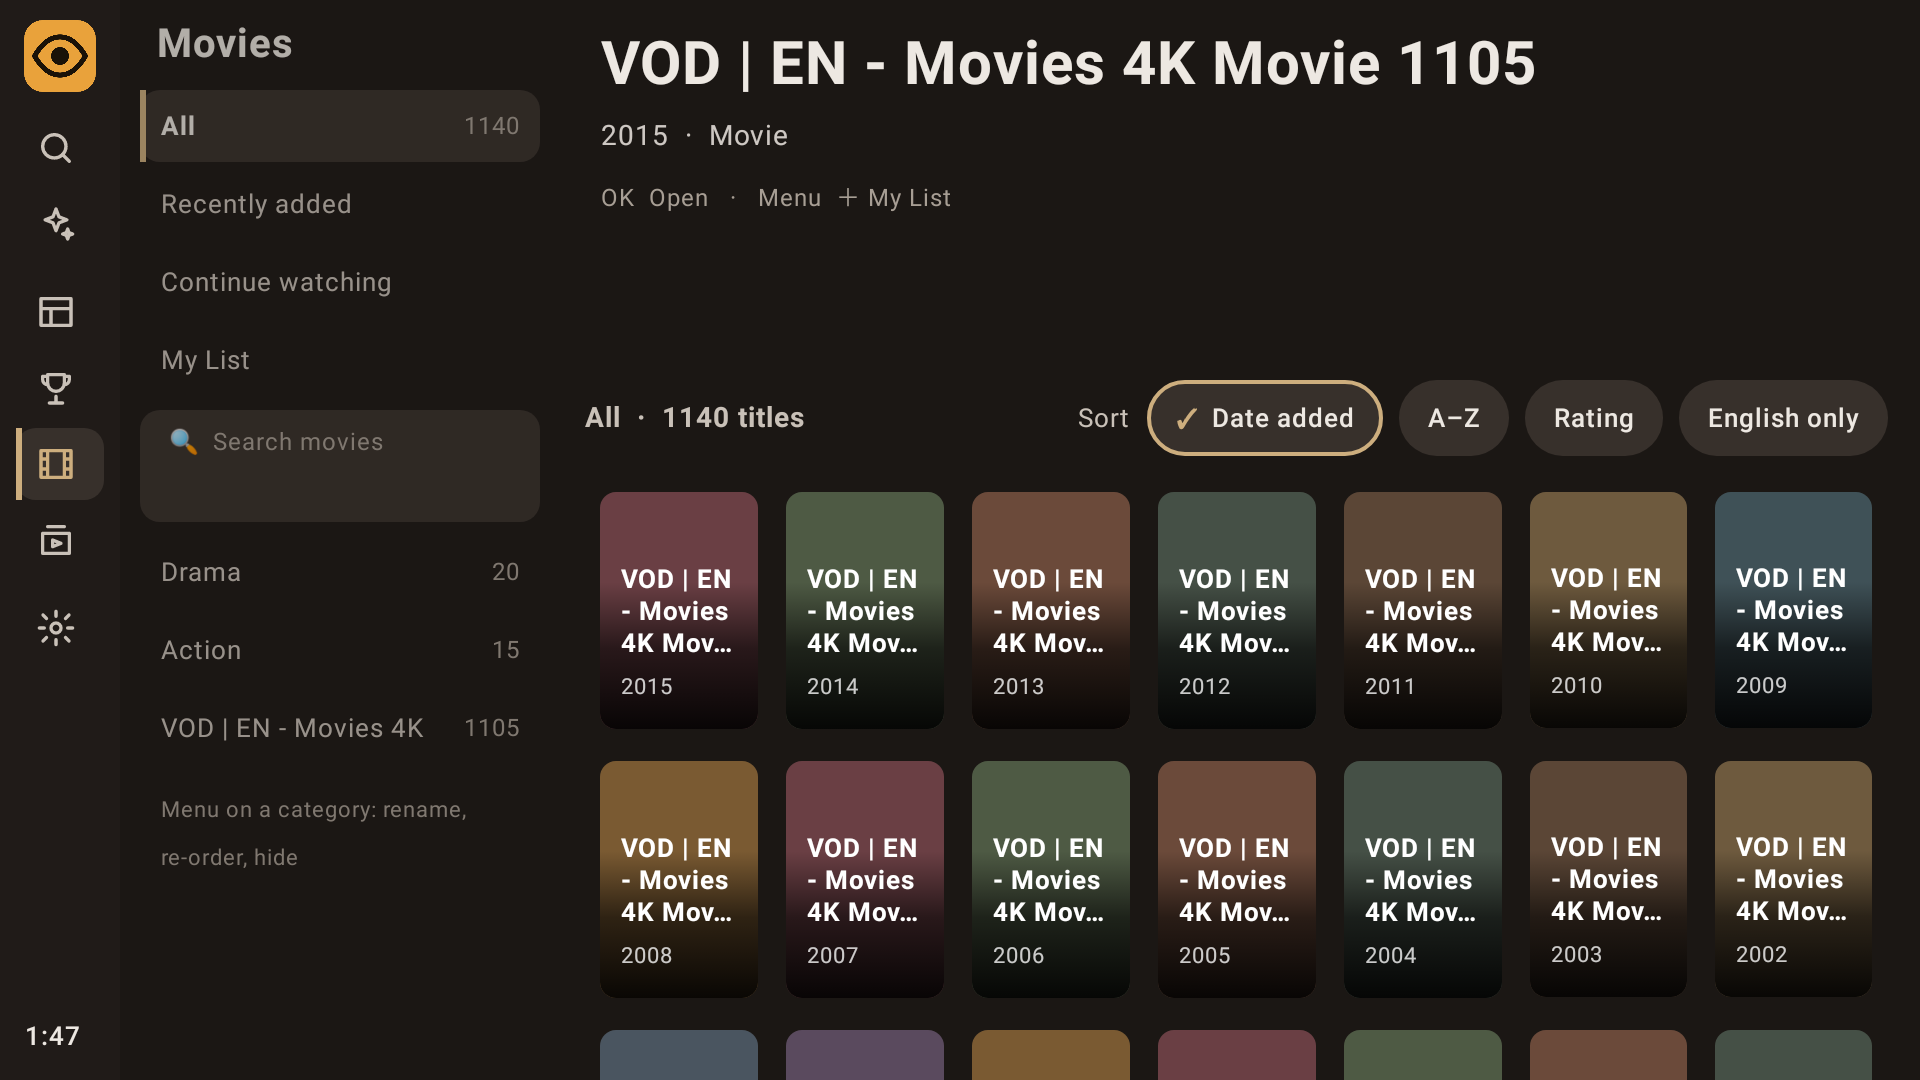 Movies
All 1140
Recently added
Continue watching
My List
Search movies
Drama 20
Action 15
VOD | EN - Movies 4K 1105
Menu on a category: rename,
re-order, hide
1:47
VOD | EN - Movies 4K Movie 1105
2015 · Movie
OK Open · Menu + My List
All · 1140 titles
Sort ✓ Date added A–Z Rating English only
VOD | EN
- Movies
4K Mov…
2015
VOD | EN
- Movies
4K Mov…
2014
VOD | EN
- Movies
4K Mov…
2013
VOD | EN
- Movies
4K Mov…
2012
VOD | EN
- Movies
4K Mov…
2011
VOD | EN
- Movies
4K Mov…
2010
VOD | EN
- Movies
4K Mov…
2009
VOD | EN
- Movies
4K Mov…
2008
VOD | EN
- Movies
4K Mov…
2007
VOD | EN
- Movies
4K Mov…
2006
VOD | EN
- Movies
4K Mov…
2005
VOD | EN
- Movies
4K Mov…
2004
VOD | EN
- Movies
4K Mov…
2003
VOD | EN
- Movies
4K Mov…
2002